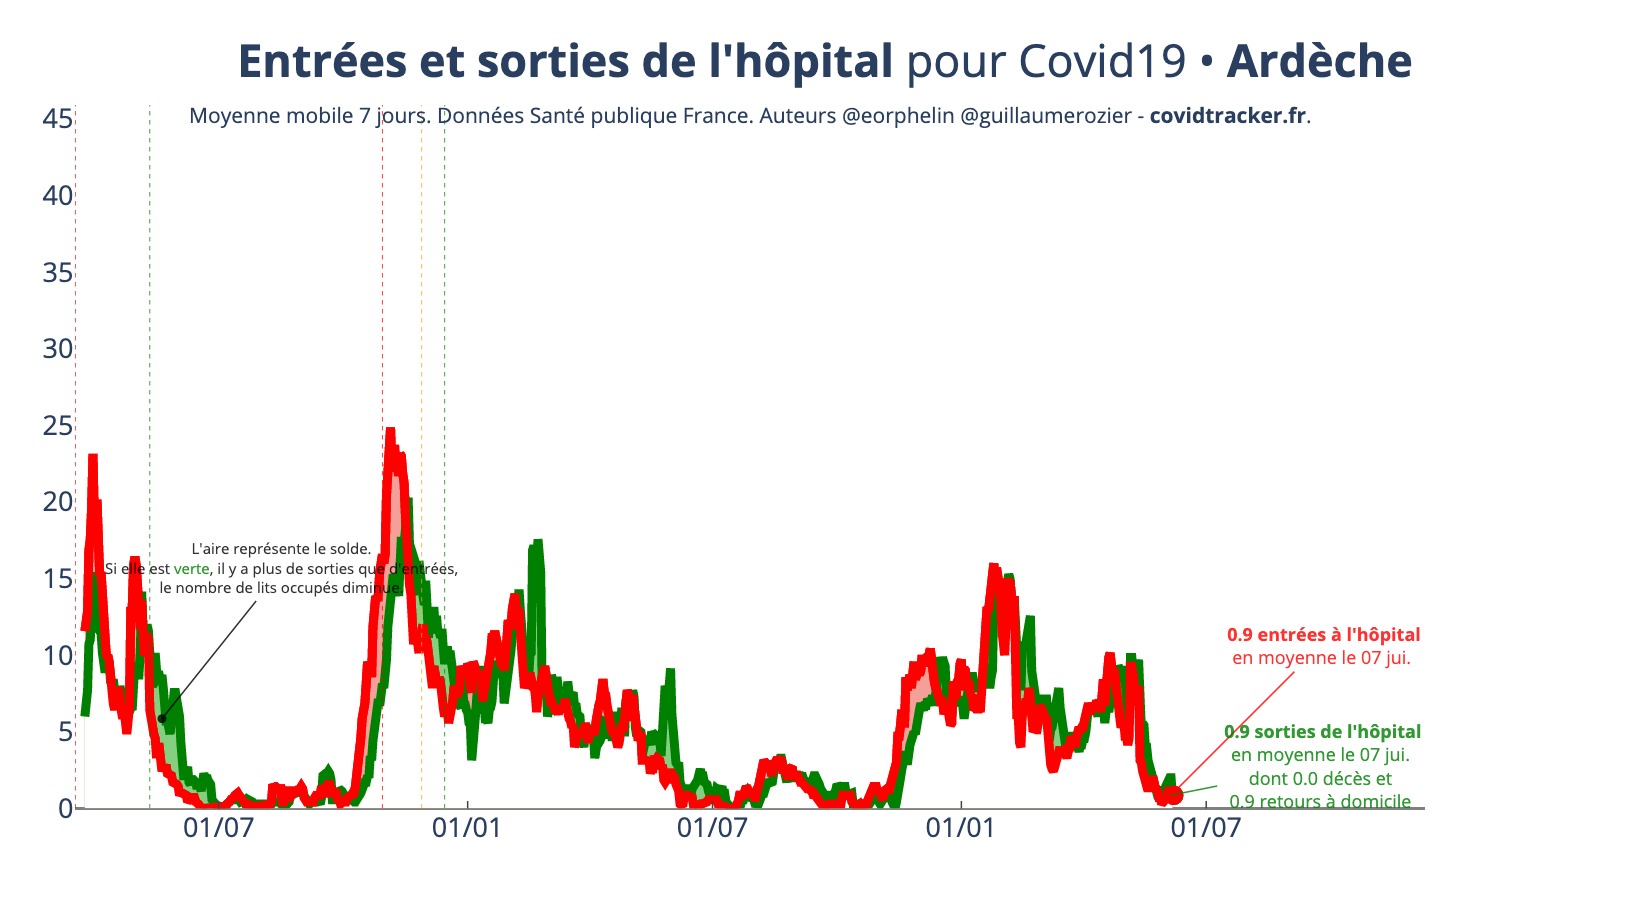 Entrées et sorties de l'hôpital pour Covid19 • Ardèche
Moyenne mobile 7 jours. Données Santé publique France. Auteurs @eorphelin @guillaumerozier - covidtracker.fr.
45
40
35
30
25
20
15
10
5
0
L'aire représente le solde.
Si elle est verte, il y a plus de sorties que d'entrées,
le nombre de lits occupés diminue.
0.9 entrées à l'hôpital
en moyenne le 07 jui.
0.9 sorties de l'hôpital
en moyenne le 07 jui.
dont 0.0 décès et
0.9 retours à domicile
01/07
01/01
01/07
01/01
01/07